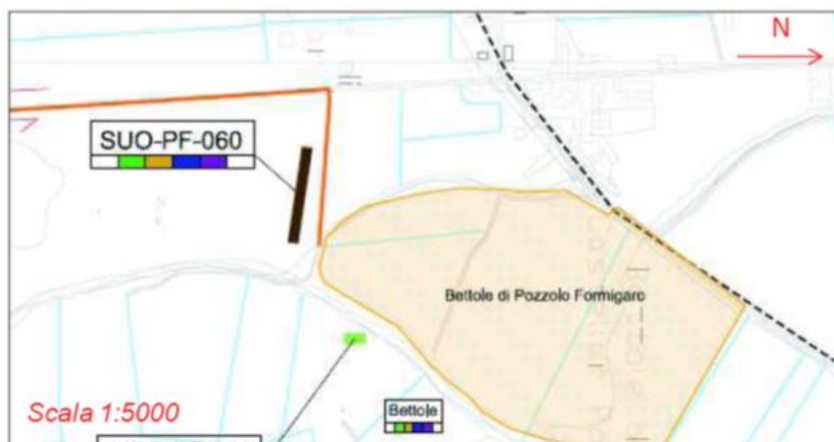 N
SUO-PF-060
Bettole di Pozzolo Formigaro
Scala 1:5000
Bettole